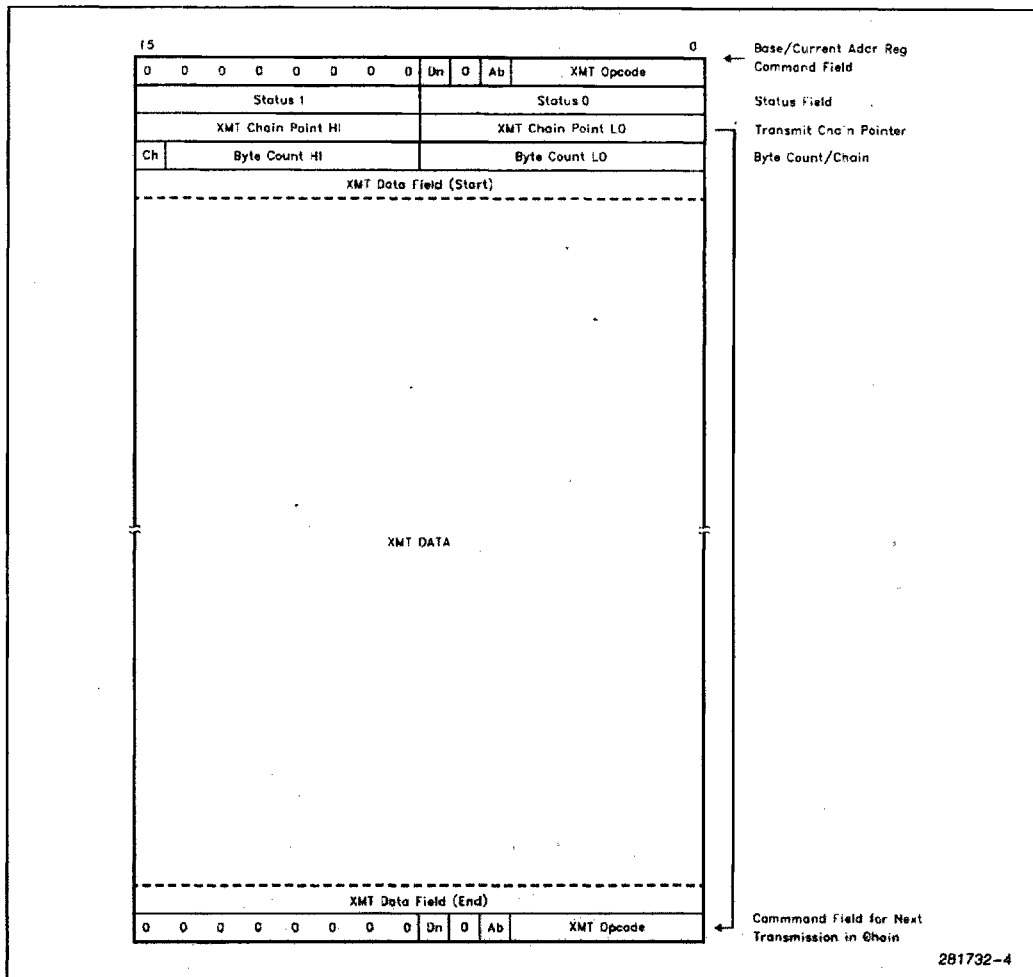 15 0
Base/Current Addr Reg
0 0 0 0 0 0 0 0 Dn 0 Ab XMT Opcode Command Field
Status 1 Status 0 Status Field
XMT Chain Point HI XMT Chain Point LO Transmit Chain Pointer
Ch Byte Count HI Byte Count LO Byte Count/Chain
XMT Data Field (Start)
XMT DATA
XMT Data Field (End)
0 0 0 0 0 0 0 0 Dn 0 Ab XMT Opcode
Commmand Field for Next
Transmission in Chain
281732-4